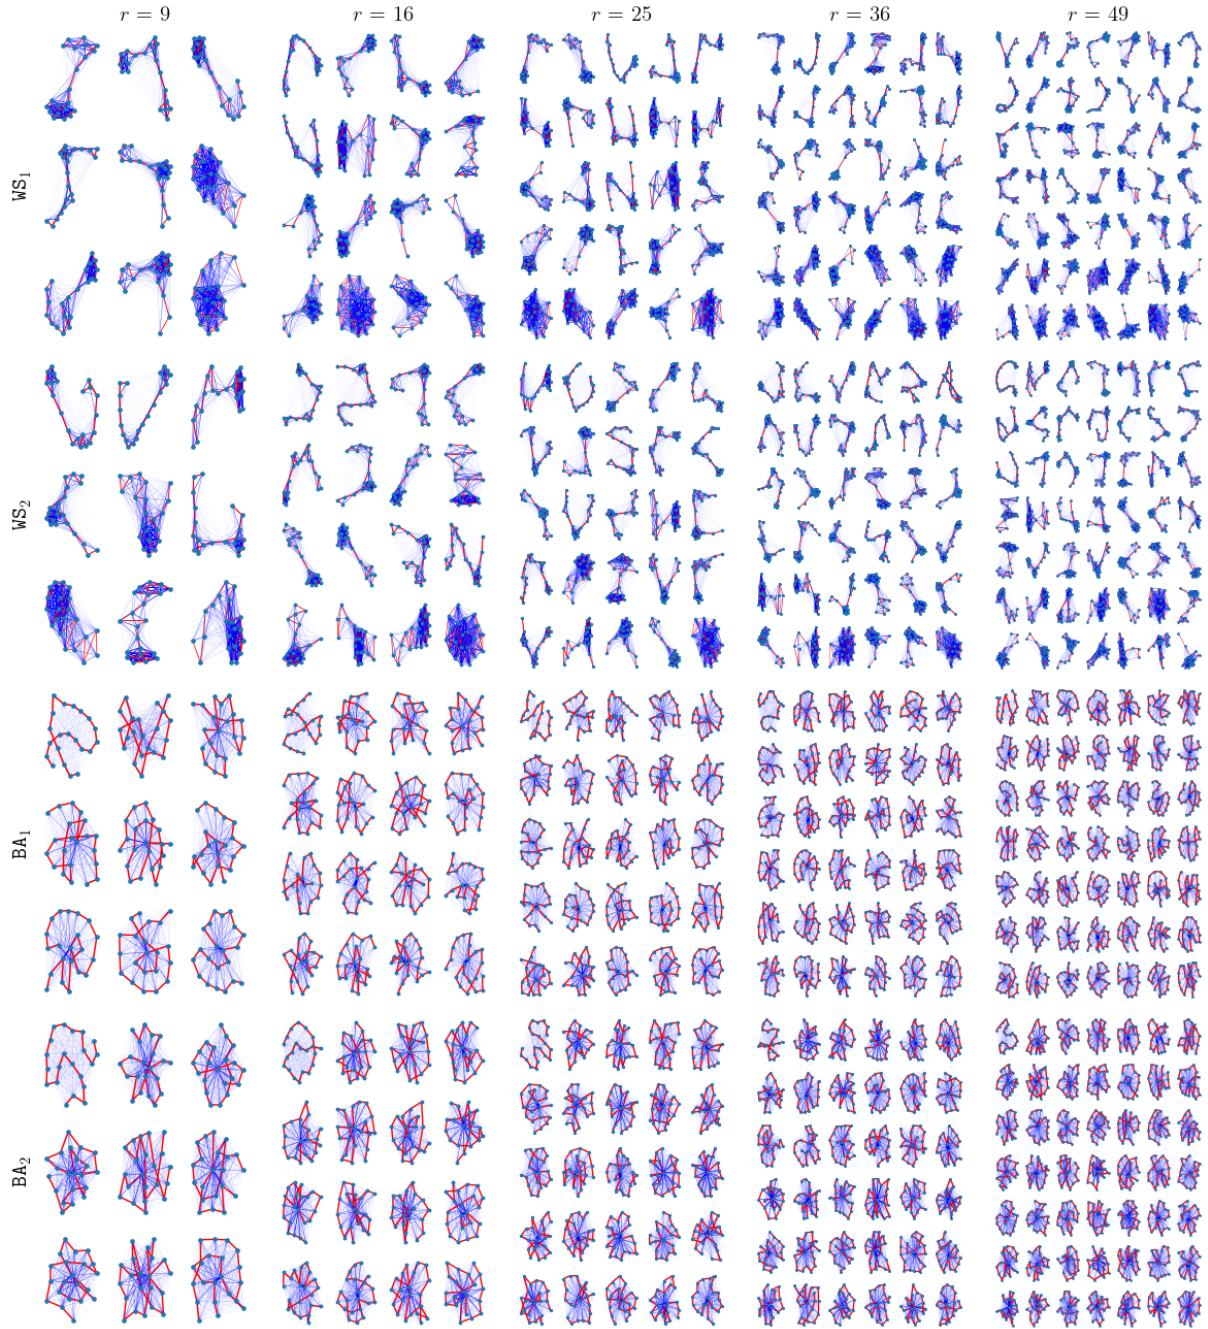 r = 9 r = 16 r = 25 r = 36 r = 49
WS1
WS2
BA1
BA2